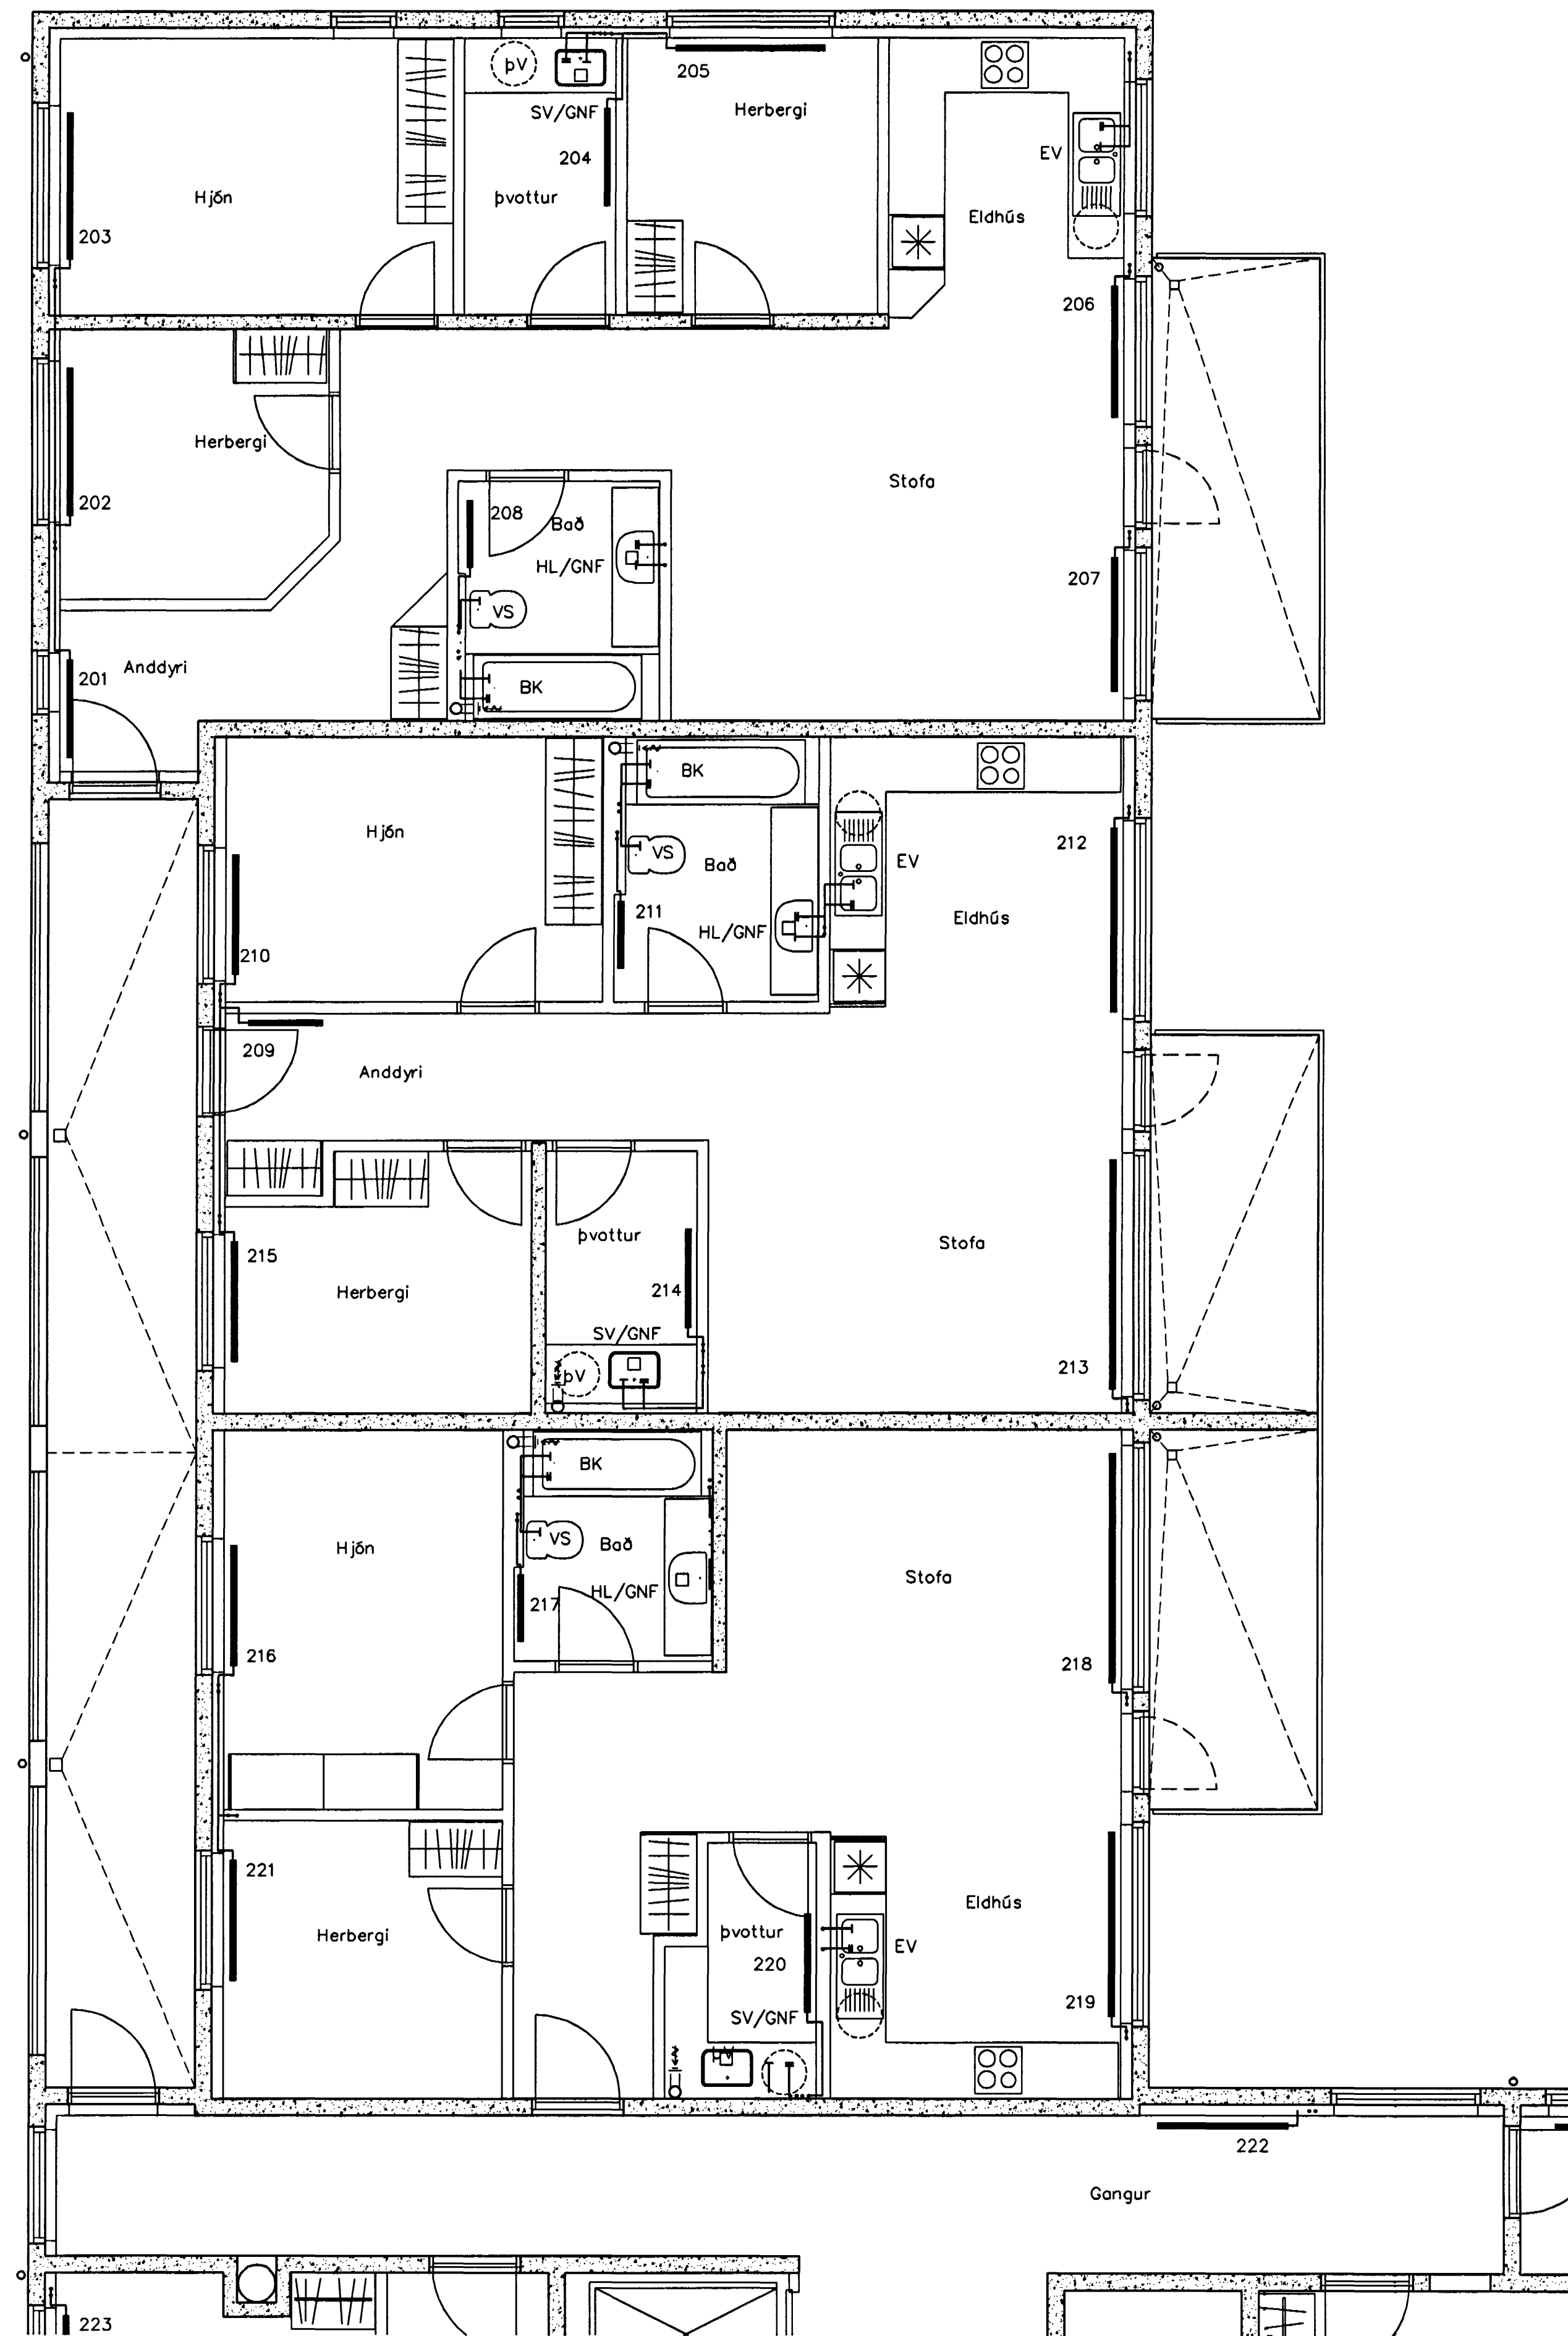 þV
205
SV/GNF
Herbergi
204
EV
Hjón
þvottur
Eldhús
203
206
Herbergi
Stofa
202
208
Bað
HL/GNF
207
VS
Anddyri
201
BK
BK
Hjón
212
VS
Bað
EV
211
Eldhús
HL/GNF
210
209
Anddyri
þvottur
Stofa
215
214
Herbergi
SV/GNF
213
þV
BK
VS
Bað
Hjón
Stofa
HL/GNF
217
216
218
221
Eldhús
þvottur
Herbergi
EV
220
219
SV/GNF
þV
222
Gangur
223